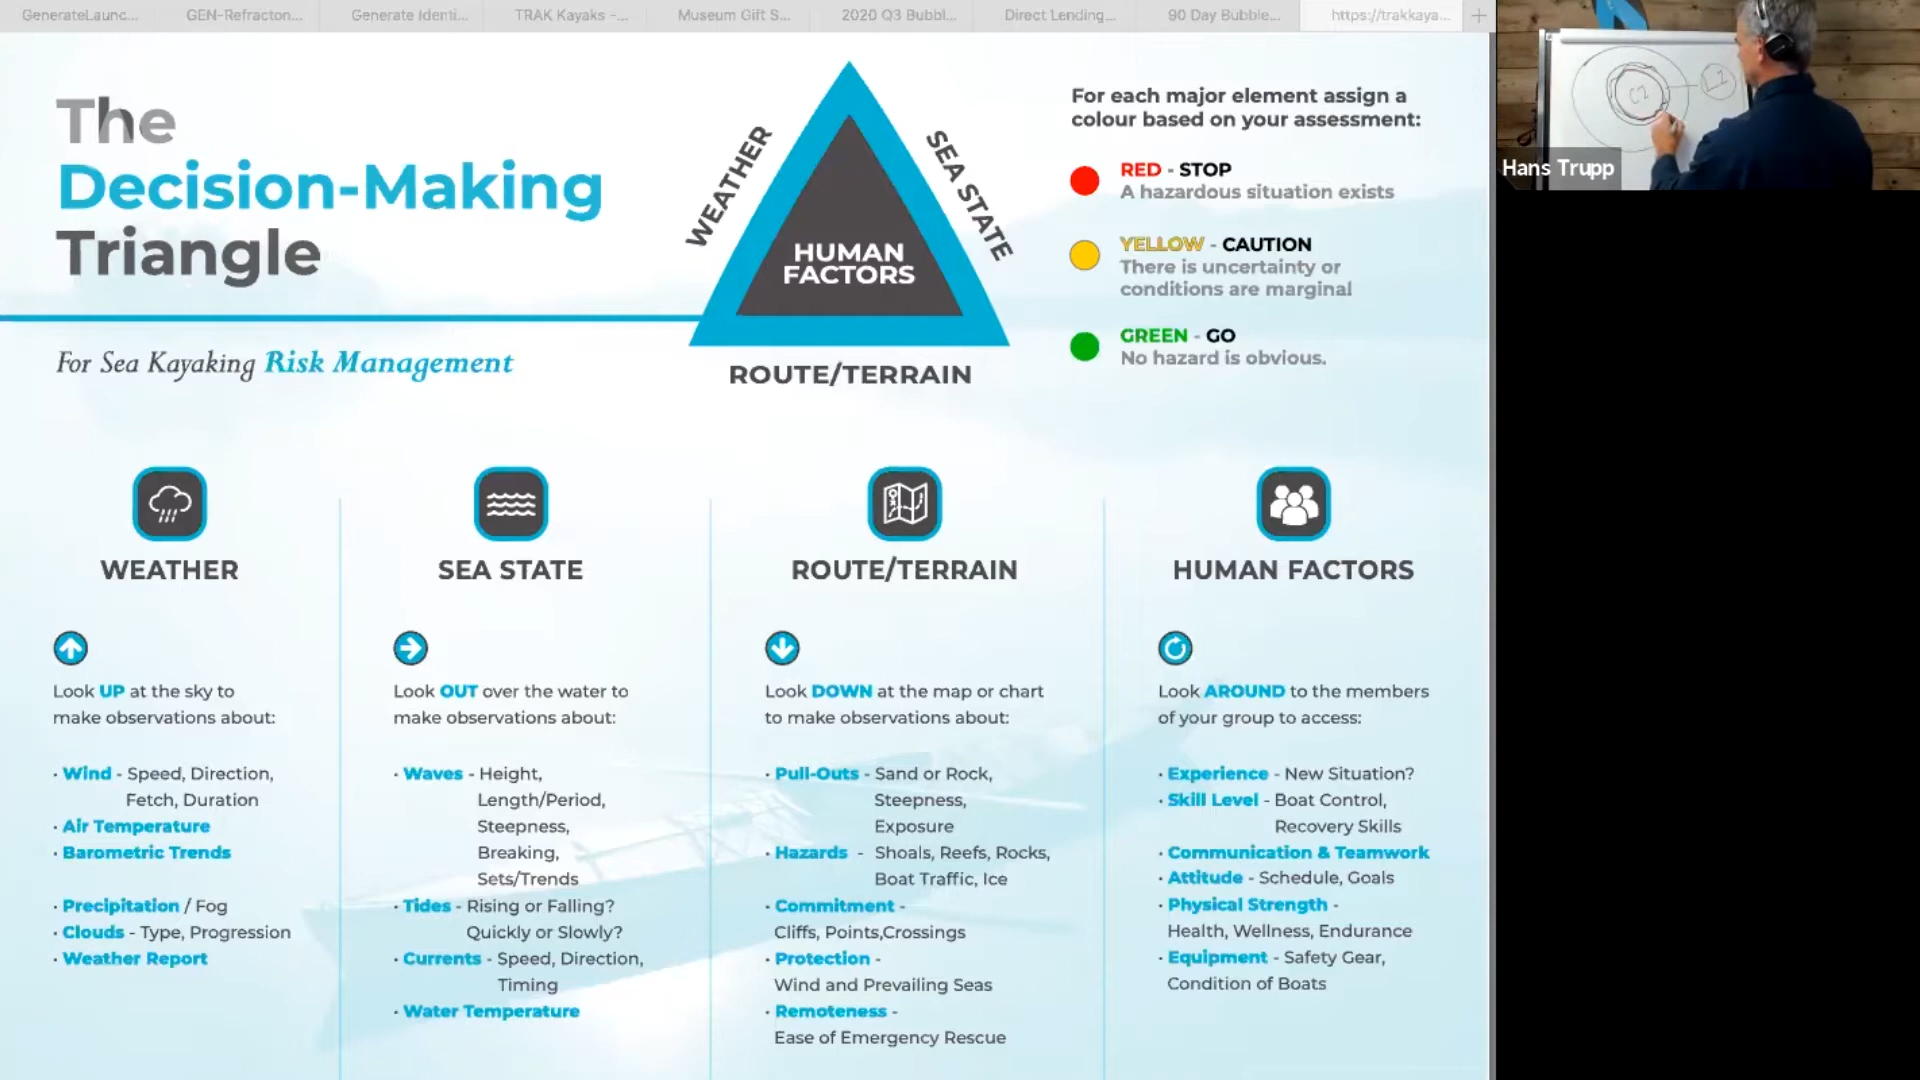 GenerateLaunc...
GEN-Refracton...
Generate Identi...
TRAK Kayaks –...
Museum Gift S...
2020 Q3 Bubbl...
Direct Lending...
90 Day Bubble...
https://trakkaya...
The
Decision-Making
Triangle
For Sea Kayaking Risk Management
WEATHER
SEA STATE
HUMAN
FACTORS
ROUTE/TERRAIN
For each major element assign a
colour based on your assessment:
RED - STOP
A hazardous situation exists
YELLOW - CAUTION
There is uncertainty or
conditions are marginal
GREEN - GO
No hazard is obvious.
Hans Trupp
WEATHER
Look UP at the sky to
make observations about:
· Wind - Speed, Direction,
Fetch, Duration
· Air Temperature
· Barometric Trends
· Precipitation / Fog
· Clouds - Type, Progression
· Weather Report
SEA STATE
Look OUT over the water to
make observations about:
· Waves - Height,
Length/Period,
Steepness,
Breaking,
Sets/Trends
· Tides - Rising or Falling?
Quickly or Slowly?
· Currents - Speed, Direction,
Timing
· Water Temperature
ROUTE/TERRAIN
Look DOWN at the map or chart
to make observations about:
· Pull-Outs - Sand or Rock,
Steepness,
Exposure
· Hazards - Shoals, Reefs, Rocks,
Boat Traffic, Ice
· Commitment -
Cliffs, Points,Crossings
· Protection -
Wind and Prevailing Seas
· Remoteness -
Ease of Emergency Rescue
HUMAN FACTORS
Look AROUND to the members
of your group to access:
· Experience - New Situation?
· Skill Level - Boat Control,
Recovery Skills
· Communication & Teamwork
· Attitude - Schedule, Goals
· Physical Strength -
Health, Wellness, Endurance
· Equipment - Safety Gear,
Condition of Boats